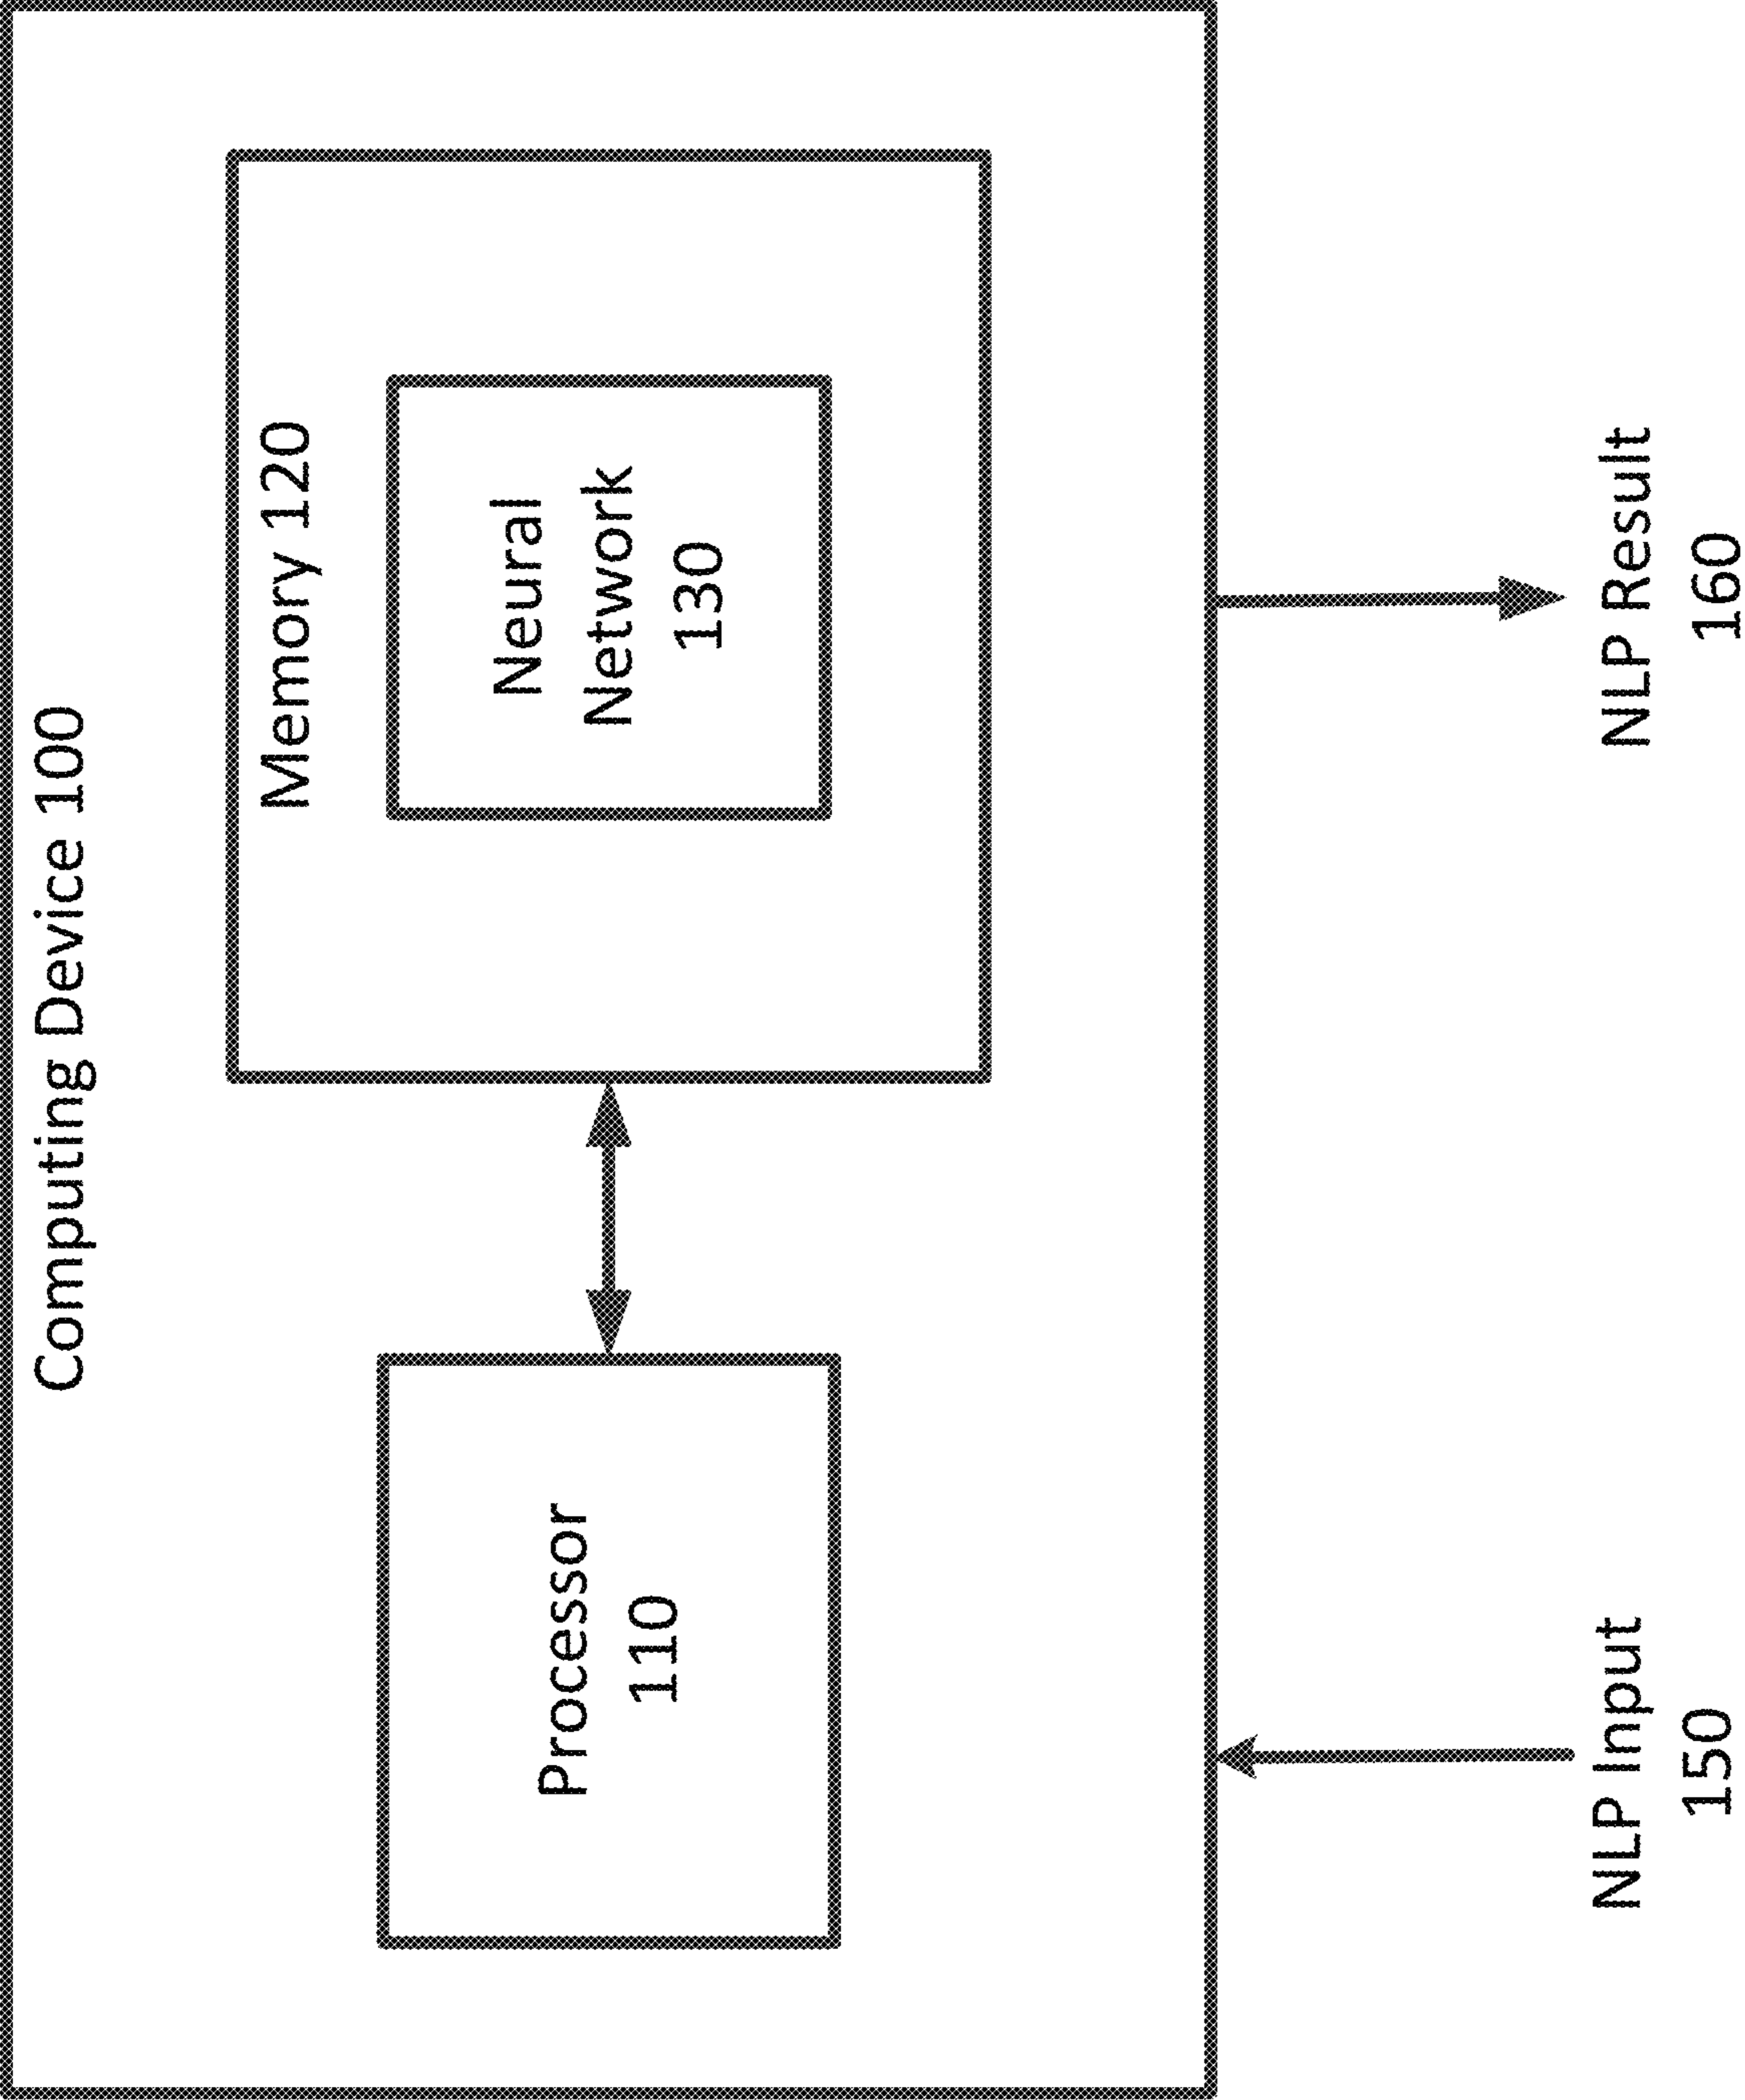 Computing Device 100
Memory 120
Processor
110
Neural
Network
130
NLP Input
150
NLP Result
160